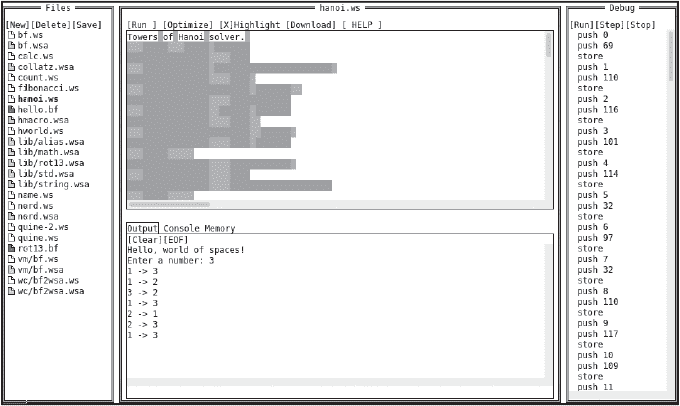 Files
[New][Delete][Save]
bf.ws
bf.wsa
calc.ws
collatz.wsa
count.ws
fibonacci.ws
hanoi.ws
hello.bf
hmacro.wsa
hworld.ws
lib/alias.wsa
lib/math.wsa
lib/rot13.wsa
lib/std.wsa
lib/string.wsa
name.ws
nerd.ws
nerd.wsa
quine-2.ws
quine.ws
rot13.bf
vm/bf.ws
vm/bf.wsa
wc/bf2wsa.ws
wc/bf2wsa.wsa
hanoi.ws
[Run ] [Optimize] [X]Highlight [Download] [ HELP ]
Towers of Hanoi solver.
Output Console Memory
[Clear][EOF]
Hello, world of spaces!
Enter a number: 3
1 -> 3
1 -> 2
3 -> 2
1 -> 3
2 -> 1
2 -> 3
1 -> 3
Debug
[Run][Step][Stop]
push 0
push 69
store
push 1
push 110
store
push 2
push 116
store
push 3
push 101
store
push 4
push 114
store
push 5
push 32
store
push 6
push 97
store
push 7
push 32
store
push 8
push 110
store
push 9
push 117
store
push 10
push 109
store
push 11